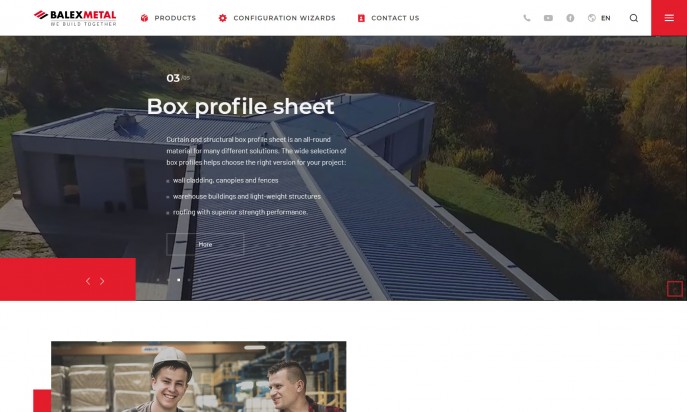 BALEXMETAL
WE BUILD TOGETHER
PRODUCTS
CONFIGURATION WIZARDS
CONTACT US
EN
03/05
Box profile sheet
Curtain and structural box profile sheet is an all-round
material for many different solutions. The wide selection of
box profiles helps choose the right version for your project:
wall cladding, canopies and fences
warehouse buildings and light-weight structures
roofing with superior strength performance.
More